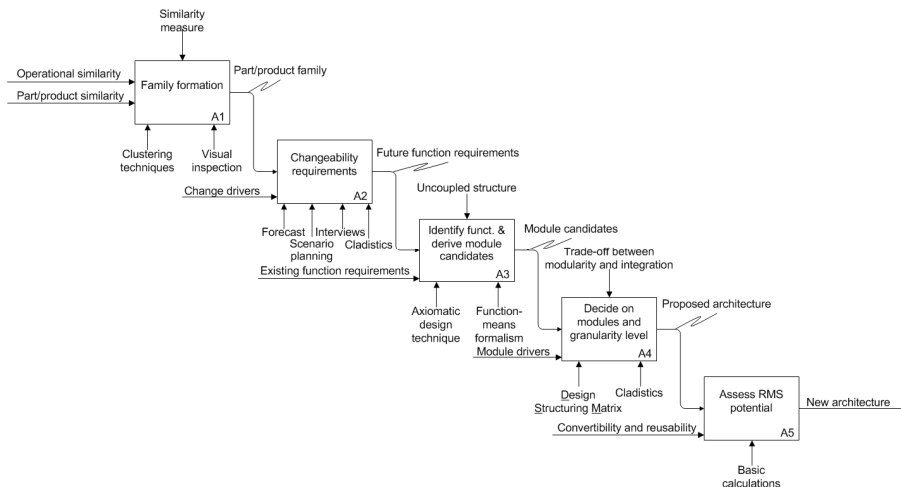 Similarity
measure
Operational similarity
Part/product similarity
Family formation
A1
Part/product family
Clustering
techniques
Visual
inspection
Changeability
requirements
A2
Future function requirements
Change drivers
Forecast
Scenario
planning
Interviews
Cladistics
Uncoupled structure
Identify funct. &
derive module
candidates
A3
Module candidates
Existing function requirements
Axiomatic
design
technique
Function-
means
formalism
Trade-off between
modularity and integration
Decide on
modules and
granularity level
A4
Proposed architecture
Module drivers
Design
Structuring Matrix
Cladistics
Assess RMS
potential
A5
New architecture
Convertibility and reusability
Basic
calculations